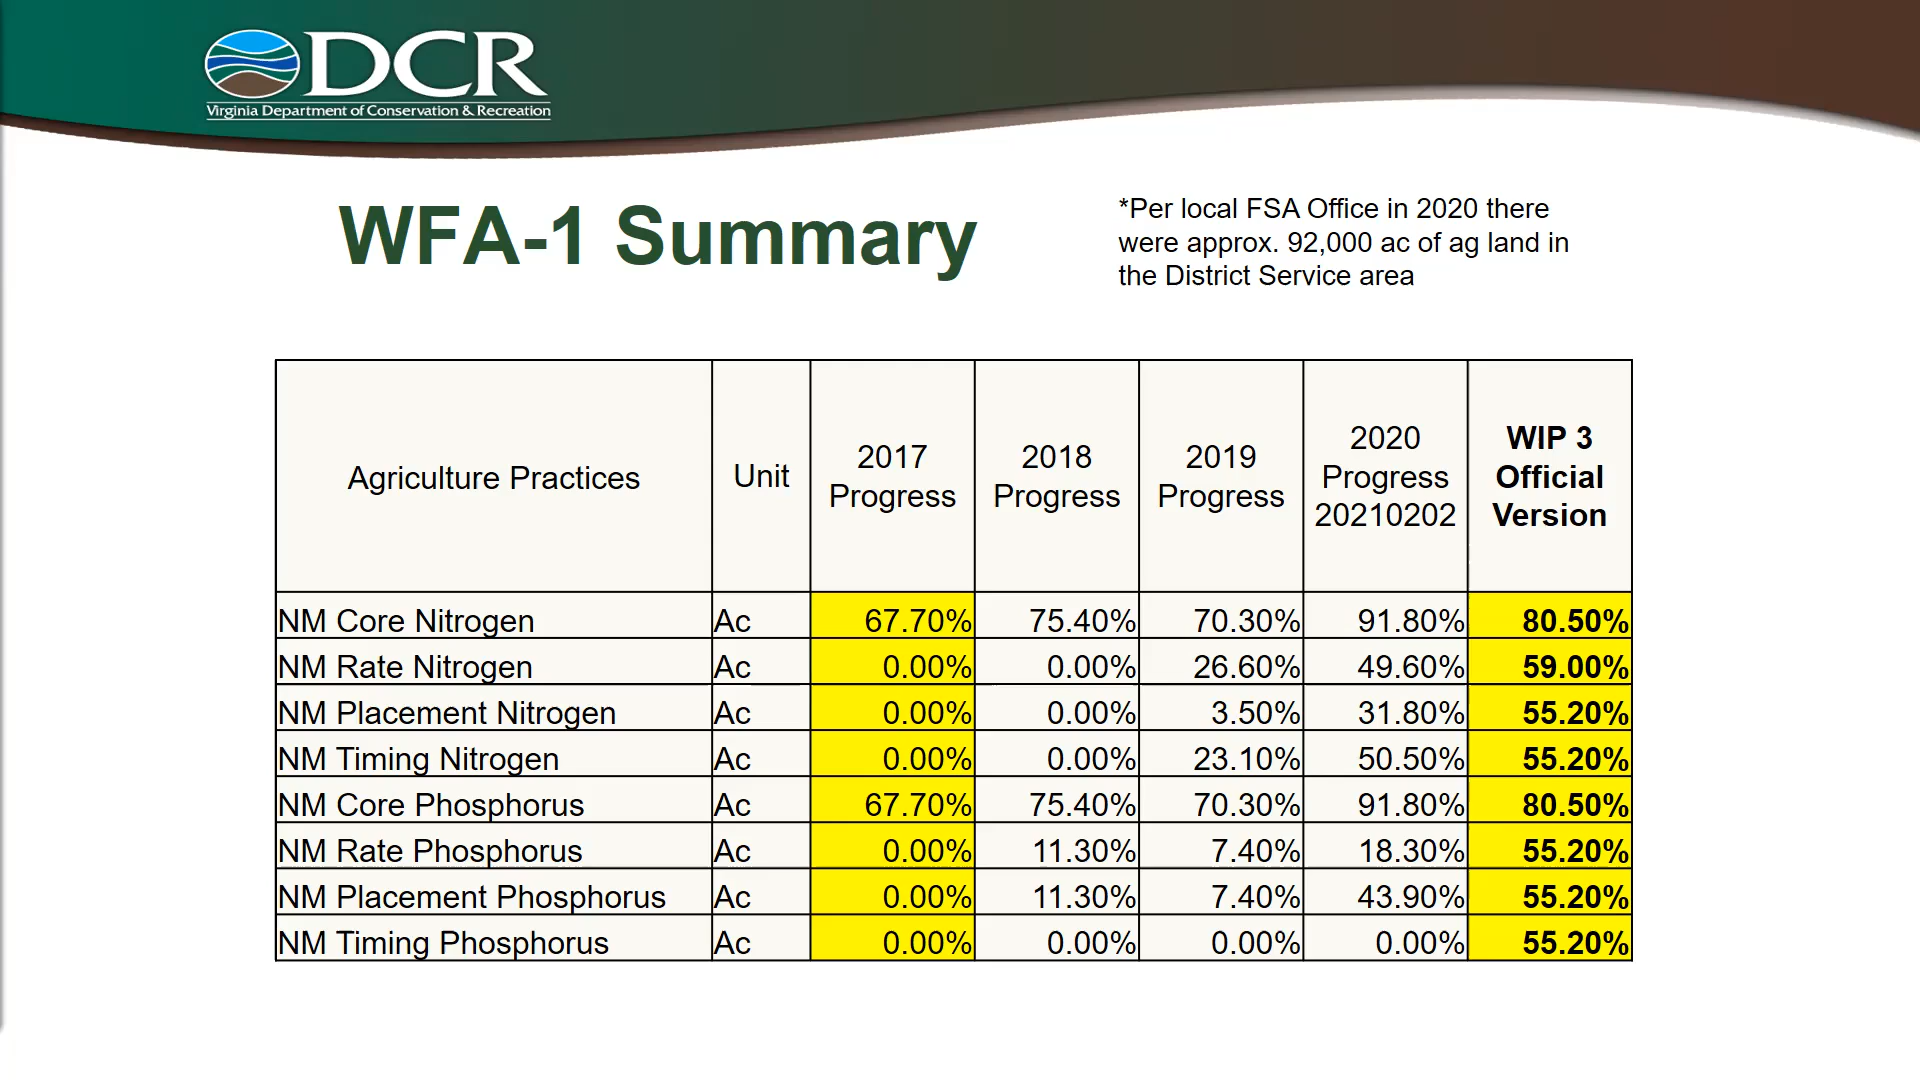 DCR
Virginia Department of Conservation & Recreation
WFA-1 Summary
*Per local FSA Office in 2020 there
were approx. 92,000 ac of ag land in
the District Service area
Agriculture Practices Unit 2017 Progress 2018 Progress 2019 Progress 2020 Progress 20210202 WIP 3 Official Version
NM Core Nitrogen Ac 67.70% 75.40% 70.30% 91.80% 80.50%
NM Rate Nitrogen Ac 0.00% 0.00% 26.60% 49.60% 59.00%
NM Placement Nitrogen Ac 0.00% 0.00% 3.50% 31.80% 55.20%
NM Timing Nitrogen Ac 0.00% 0.00% 23.10% 50.50% 55.20%
NM Core Phosphorus Ac 67.70% 75.40% 70.30% 91.80% 80.50%
NM Rate Phosphorus Ac 0.00% 11.30% 7.40% 18.30% 55.20%
NM Placement Phosphorus Ac 0.00% 11.30% 7.40% 43.90% 55.20%
NM Timing Phosphorus Ac 0.00% 0.00% 0.00% 0.00% 55.20%